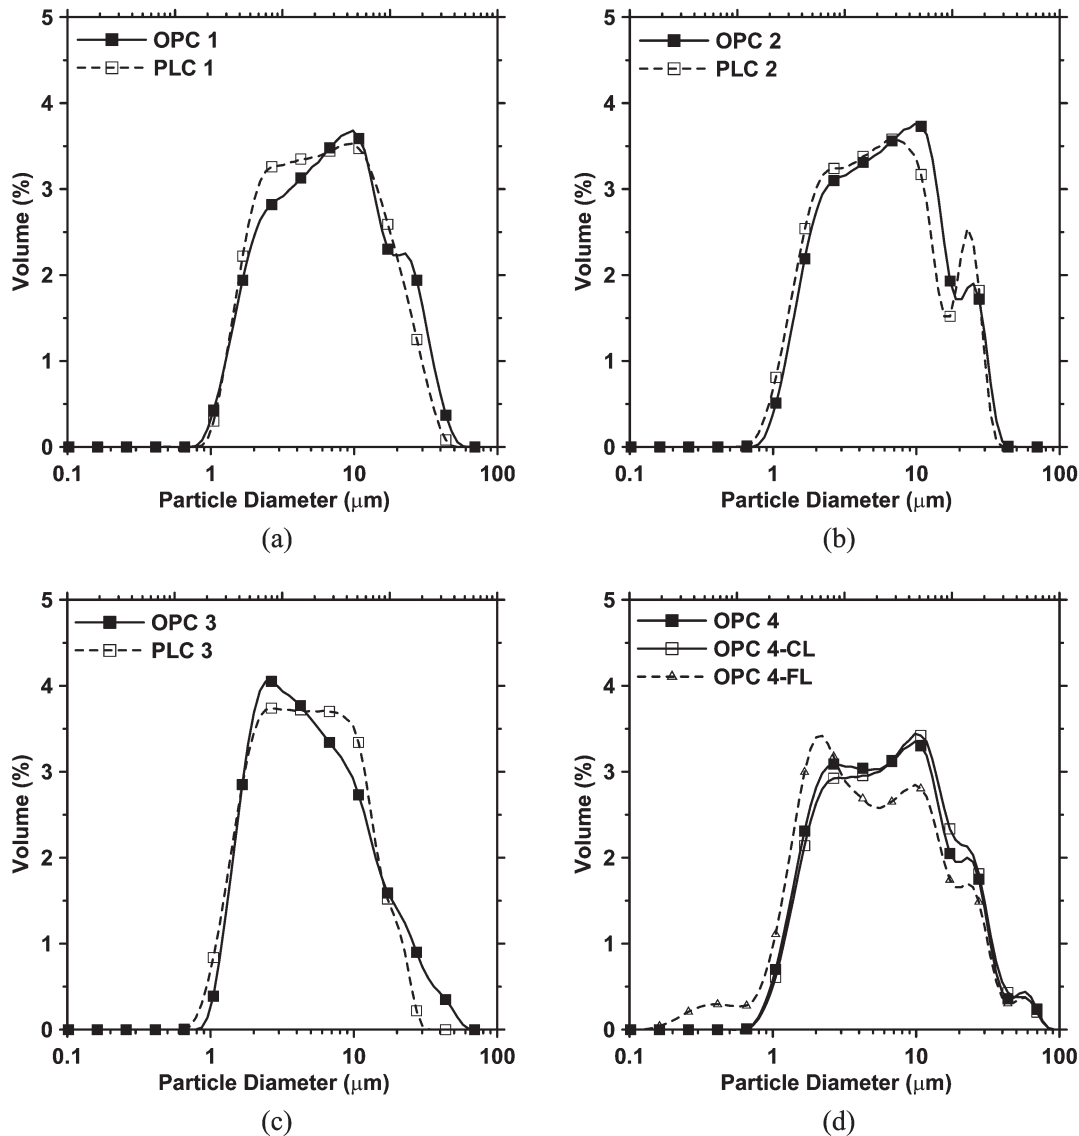 5
4
3
2
1
0
Volume (%)
OPC 1
PLC 1
0.1
1
10
100
Particle Diameter (μm)
(a)
5
4
3
2
1
0
Volume (%)
OPC 2
PLC 2
0.1
1
10
100
Particle Diameter (μm)
(b)
5
4
3
2
1
0
Volume (%)
OPC 3
PLC 3
0.1
1
10
100
Particle Diameter (μm)
(c)
5
4
3
2
1
0
Volume (%)
OPC 4
OPC 4-CL
OPC 4-FL
0.1
1
10
100
Particle Diameter (μm)
(d)